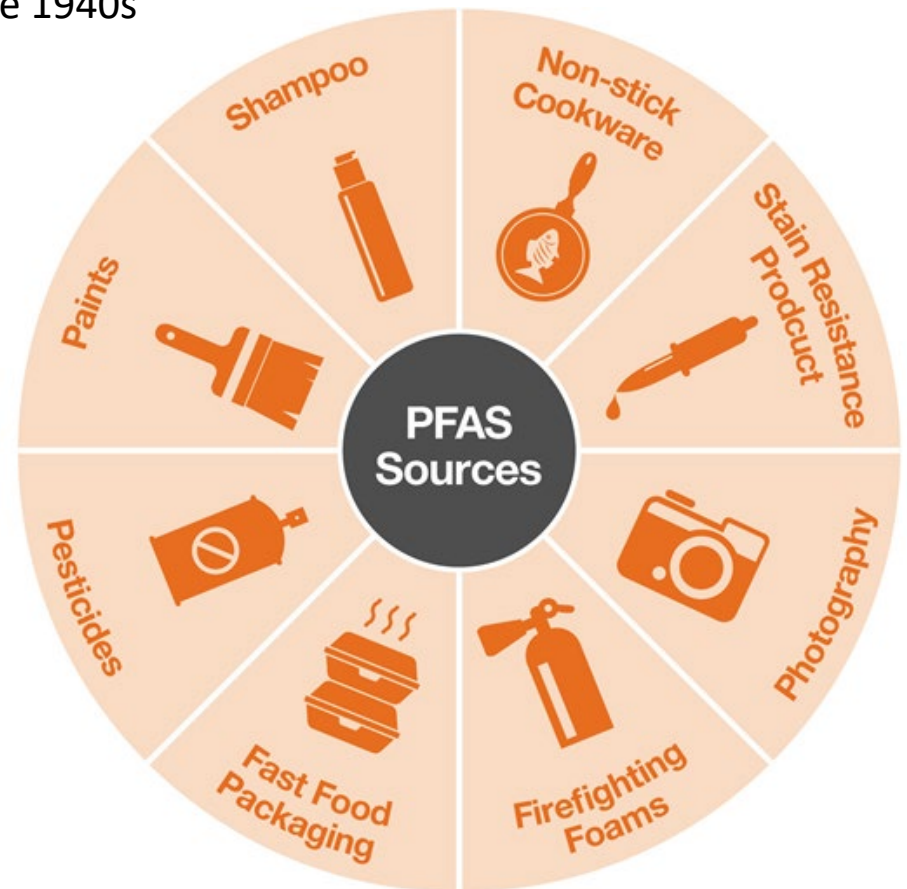 e 1940s
Non-stick
Cookware
Stain Resistance
Prodcuct
Photography
Firefighting
Foams
Fast Food
Packaging
Pesticides
Paints
Shampoo
PFAS
Sources